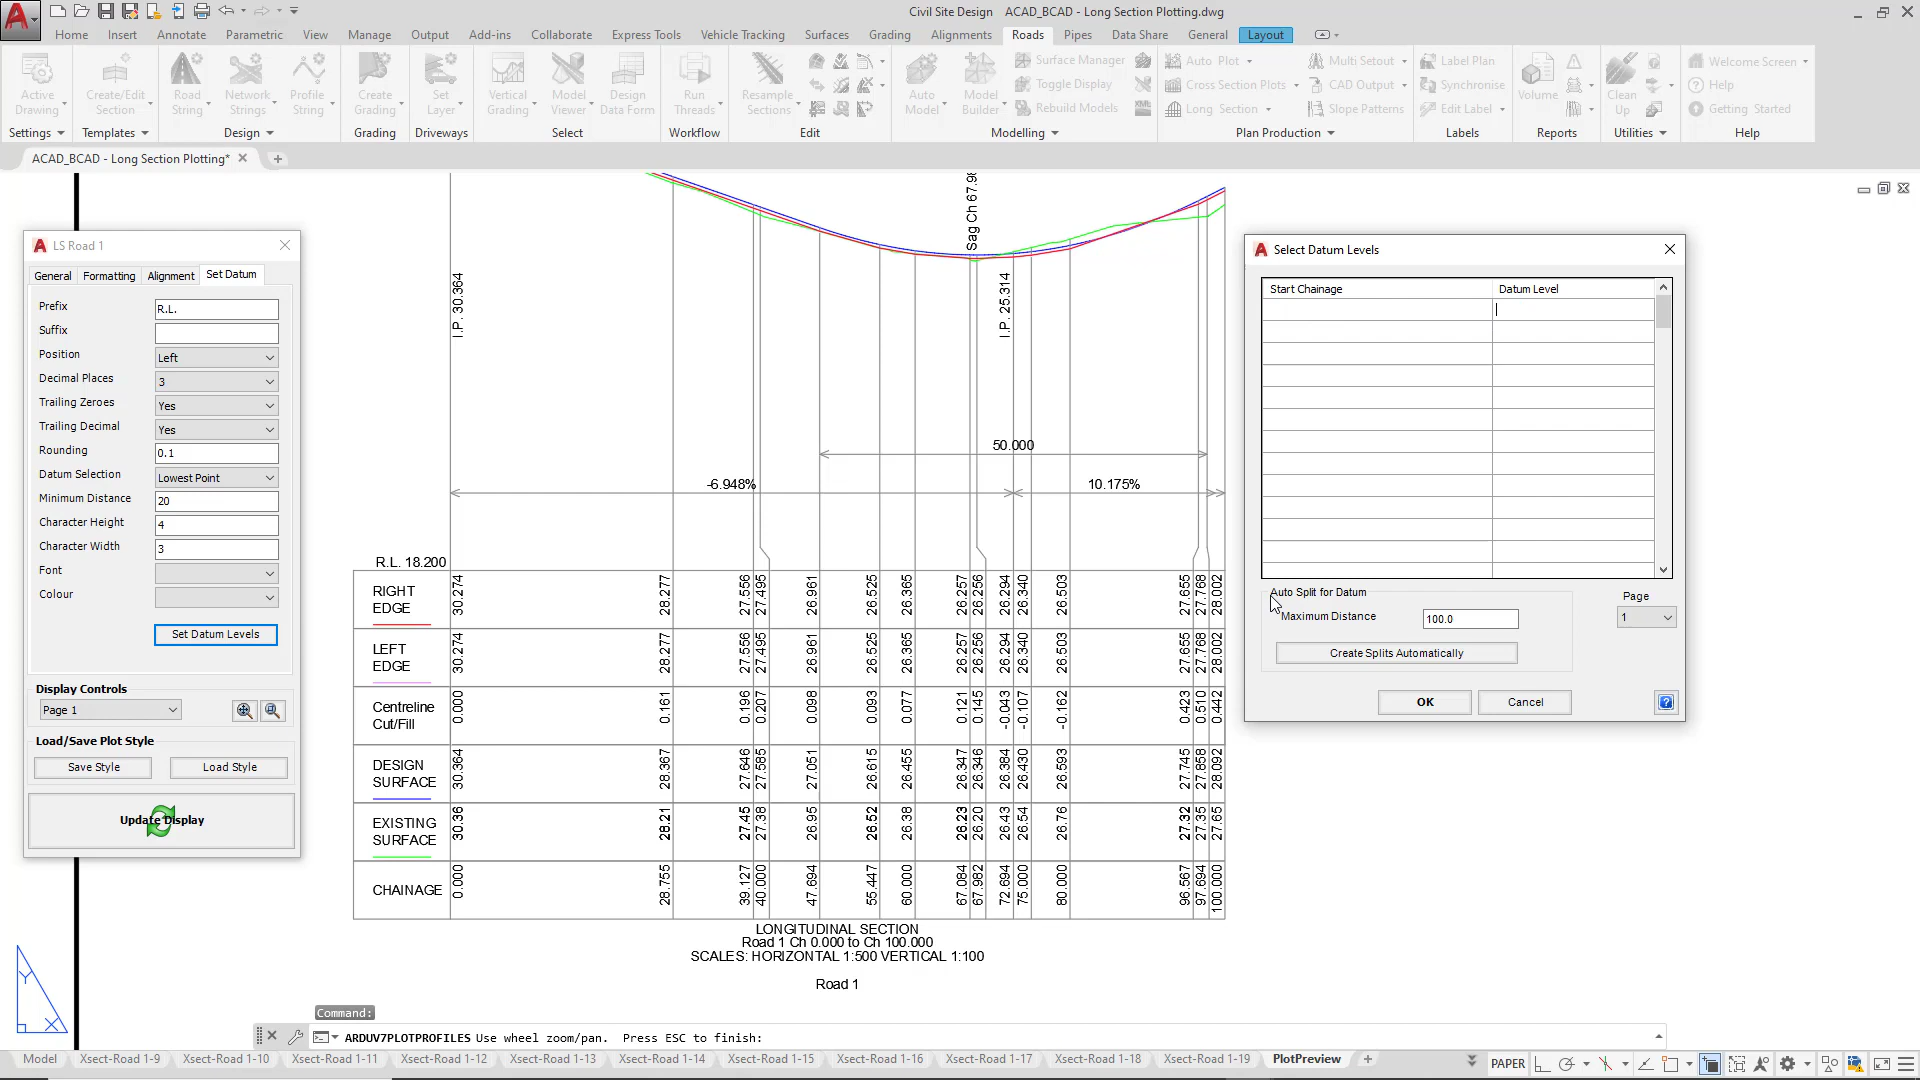 Civil Site Design ACAD_BCAD - Long Section Plotting.dwg
Home Insert Annotate Parametric View Manage Output Add-ins Collaborate Express Tools Vehicle Tracking Surfaces Grading Alignments Roads Pipes Data Share General Layout
Active Drawing
Settings
Create/Edit Section
Templates
Road String
Network Strings
Profile String
Design
Create Grading
Grading
Set Layer
Driveways
Vertical Grading
Model Viewer
Design Data Form
Select
Run Threads
Workflow
Resample Sections
Edit
Auto Model
Model Builder
Surface Manager
Toggle Display
Rebuild Models
Modelling
Auto Plot
Cross Section Plots
Long Section
Multi Setout
CAD Output
Slope Patterns
Plan Production
Label Plan
Synchronise
Edit Label
Labels
Volume
Reports
Clean Up
Utilities
Welcome Screen
Help
Getting Started
Help
ACAD_BCAD - Long Section Plotting*
LS Road 1
General Formatting Alignment Set Datum
Prefix R.L.
Suffix
Position Left
Decimal Places 3
Trailing Zeroes Yes
Trailing Decimal Yes
Rounding 0.1
Datum Selection Lowest Point
Minimum Distance 20
Character Height 4
Character Width 3
Font
Colour
Set Datum Levels
Display Controls
Page 1
Load/Save Plot Style
Save Style Load Style
Update Display
Sag Ch 67.98
I.P. 30.364
I.P. 25.314
50.000
-6.948% 10.175%
R.L. 18.200
RIGHT EDGE 30.274 28.277 27.556 27.495 26.961 26.525 26.365 26.257 26.256 26.294 26.340 26.503 27.655 27.768 28.002
LEFT EDGE 30.274 28.277 27.556 27.495 26.961 26.525 26.365 26.257 26.256 26.294 26.340 26.503 27.655 27.768 28.002
Centreline Cut/Fill 0.000 0.161 0.196 0.207 0.098 0.093 0.077 0.121 0.145 -0.043 -0.107 -0.162 0.423 0.510 0.442
DESIGN SURFACE 30.364 28.367 27.646 27.585 27.051 26.615 26.455 26.347 26.346 26.384 26.430 26.593 27.745 27.858 28.092
EXISTING SURFACE 30.36 28.21 27.45 27.38 26.95 26.52 26.38 26.23 26.20 26.43 26.54 26.76 27.32 27.35 27.65
CHAINAGE 0.000 28.755 39.127 40.000 47.694 55.447 60.000 67.084 67.982 72.694 75.000 80.000 96.567 97.694 100.000
LONGITUDINAL SECTION
Road 1 Ch 0.000 to Ch 100.000
SCALES: HORIZONTAL 1:500 VERTICAL 1:100
Road 1
Select Datum Levels
Start Chainage Datum Level
Auto Split for Datum
Maximum Distance 100.0
Create Splits Automatically
Page
1
OK Cancel
Y
X
Command:
ARDUV7PLOTPROFILES Use wheel zoom/pan. Press ESC to finish:
Model Xsect-Road 1-9 Xsect-Road 1-10 Xsect-Road 1-11 Xsect-Road 1-12 Xsect-Road 1-13 Xsect-Road 1-14 Xsect-Road 1-15 Xsect-Road 1-16 Xsect-Road 1-17 Xsect-Road 1-18 Xsect-Road 1-19 PlotPreview
PAPER